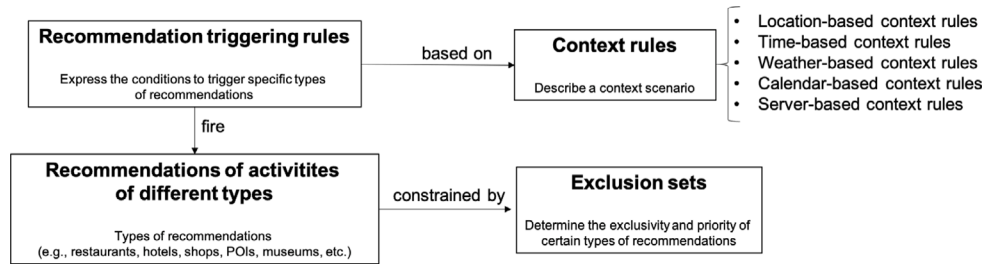 Recommendation triggering rules
Express the conditions to trigger specific types
of recommendations
based on
Context rules
Describe a context scenario
• Location-based context rules
• Time-based context rules
• Weather-based context rules
• Calendar-based context rules
• Server-based context rules
fire
Recommendations of activitites
of different types
Types of recommendations
(e.g., restaurants, hotels, shops, POIs, museums, etc.)
constrained by
Exclusion sets
Determine the exclusivity and priority of
certain types of recommendations